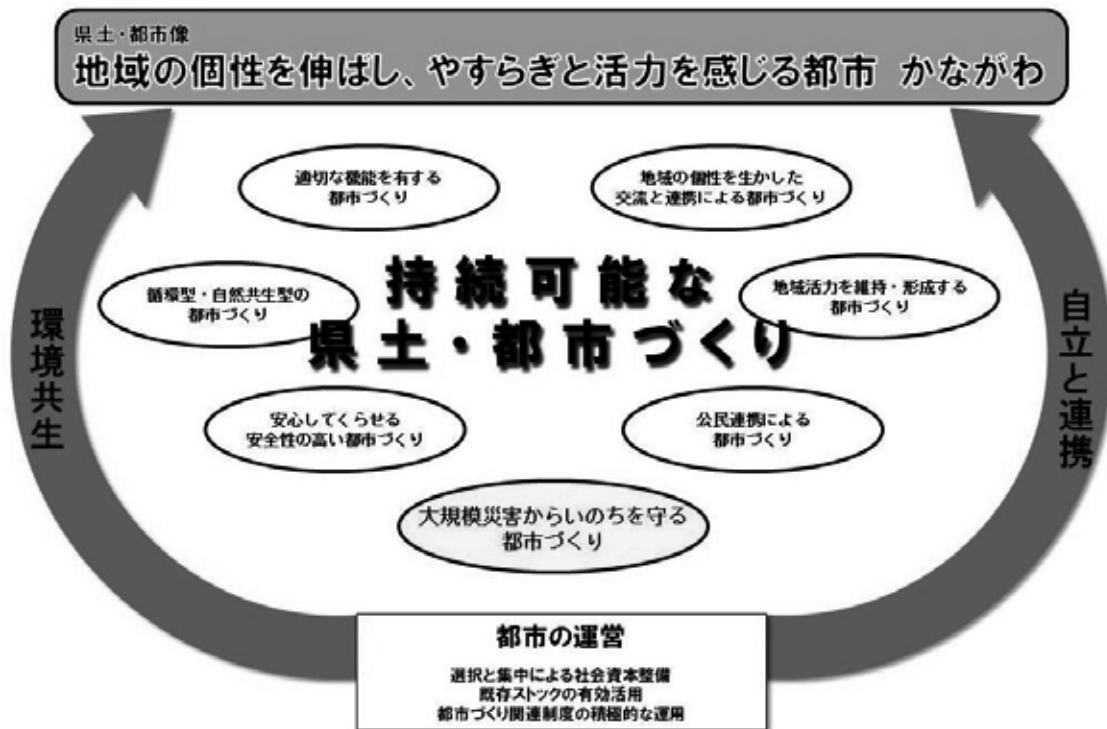 県土・都市像
地域の個性を伸ばし、やすらぎと活力を感じる都市 かながわ
適切な機能を有する
都市づくり
地域の個性を生かした
交流と連携による都市づくり
持続可能な
県土・都市づくり
循環型・自然共生型の
都市づくり
地域活力を維持・形成する
都市づくり
環境共生
自立と連携
安心してくらせる
安全性の高い都市づくり
公民連携による
都市づくり
大規模災害からいのちを守る
都市づくり
都市の運営
選択と集中による社会資本整備
既存ストックの有効活用
都市づくり関連制度の積極的な運用